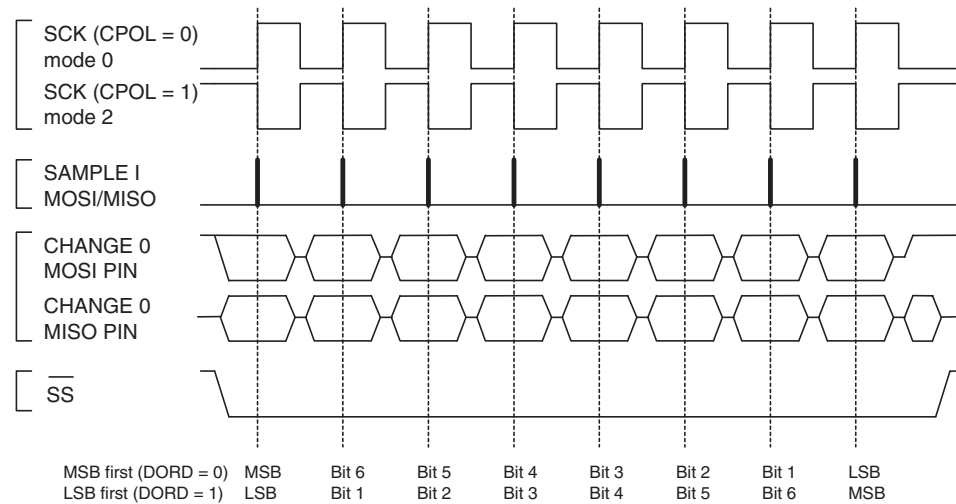 SCK (CPOL = 0)
mode 0
SCK (CPOL = 1)
mode 2
SAMPLE I
MOSI/MISO
CHANGE 0
MOSI PIN
CHANGE 0
MISO PIN
SS
MSB first (DORD = 0) MSB Bit 6 Bit 5 Bit 4 Bit 3 Bit 2 Bit 1 LSB
LSB first (DORD = 1) LSB Bit 1 Bit 2 Bit 3 Bit 4 Bit 5 Bit 6 MSB